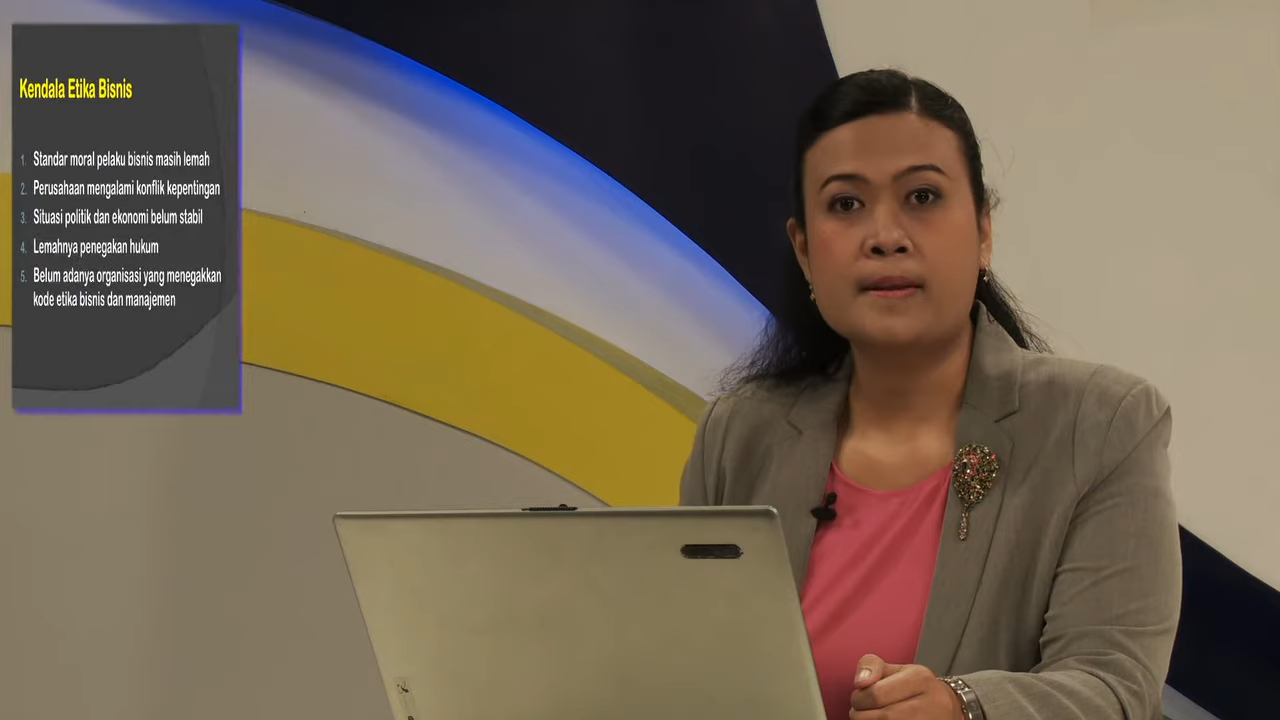 Kendala Etika Bisnis
1. Standar moral pelaku bisnis masih lemah
2. Perusahaan mengalami konflik kepentingan
3. Situasi politik dan ekonomi belum stabil
4. Lemahnya penegakan hukum
5. Belum adanya organisasi yang menegakkan
kode etika bisnis dan manajemen